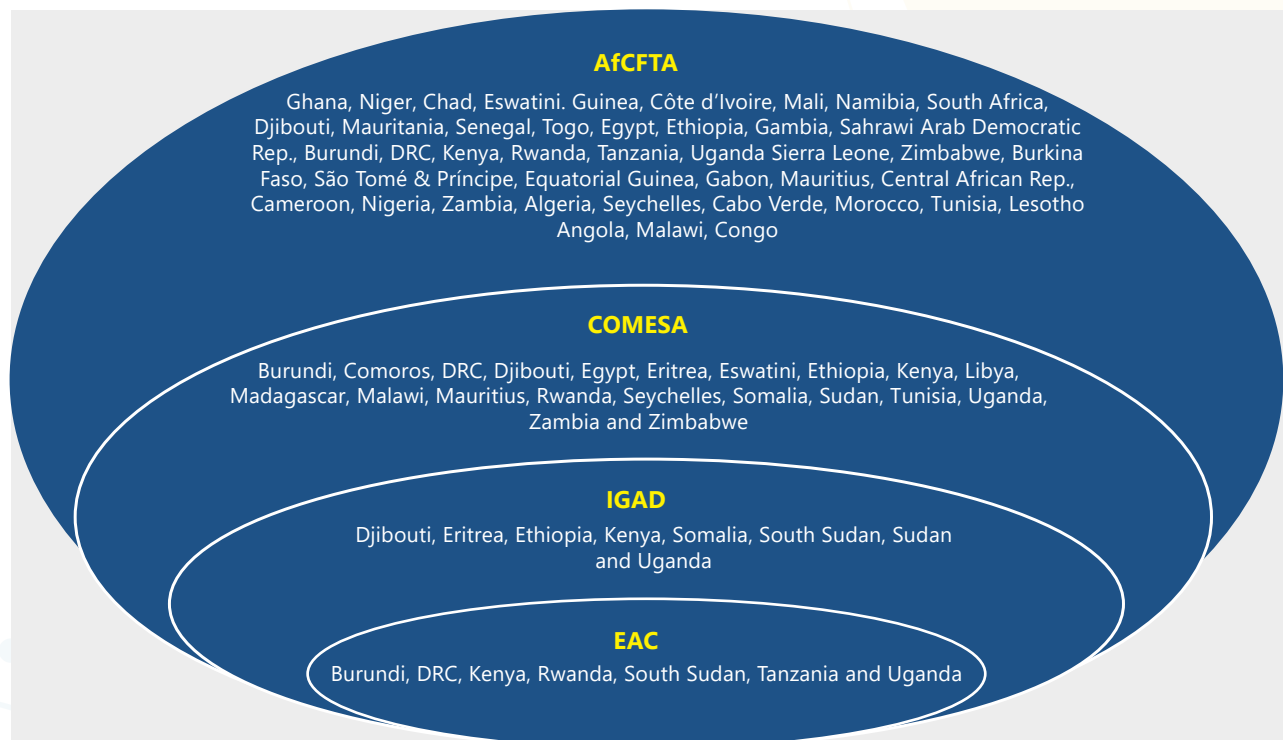 AfCFTA
Ghana, Niger, Chad, Eswatini. Guinea, Côte d’Ivoire, Mali, Namibia, South Africa,
Djibouti, Mauritania, Senegal, Togo, Egypt, Ethiopia, Gambia, Sahrawi Arab Democratic
Rep., Burundi, DRC, Kenya, Rwanda, Tanzania, Uganda Sierra Leone, Zimbabwe, Burkina
Faso, São Tomé & Príncipe, Equatorial Guinea, Gabon, Mauritius, Central African Rep.,
Cameroon, Nigeria, Zambia, Algeria, Seychelles, Cabo Verde, Morocco, Tunisia, Lesotho
Angola, Malawi, Congo
COMESA
Burundi, Comoros, DRC, Djibouti, Egypt, Eritrea, Eswatini, Ethiopia, Kenya, Libya,
Madagascar, Malawi, Mauritius, Rwanda, Seychelles, Somalia, Sudan, Tunisia, Uganda,
Zambia and Zimbabwe
IGAD
Djibouti, Eritrea, Ethiopia, Kenya, Somalia, South Sudan, Sudan
and Uganda
EAC
Burundi, DRC, Kenya, Rwanda, South Sudan, Tanzania and Uganda